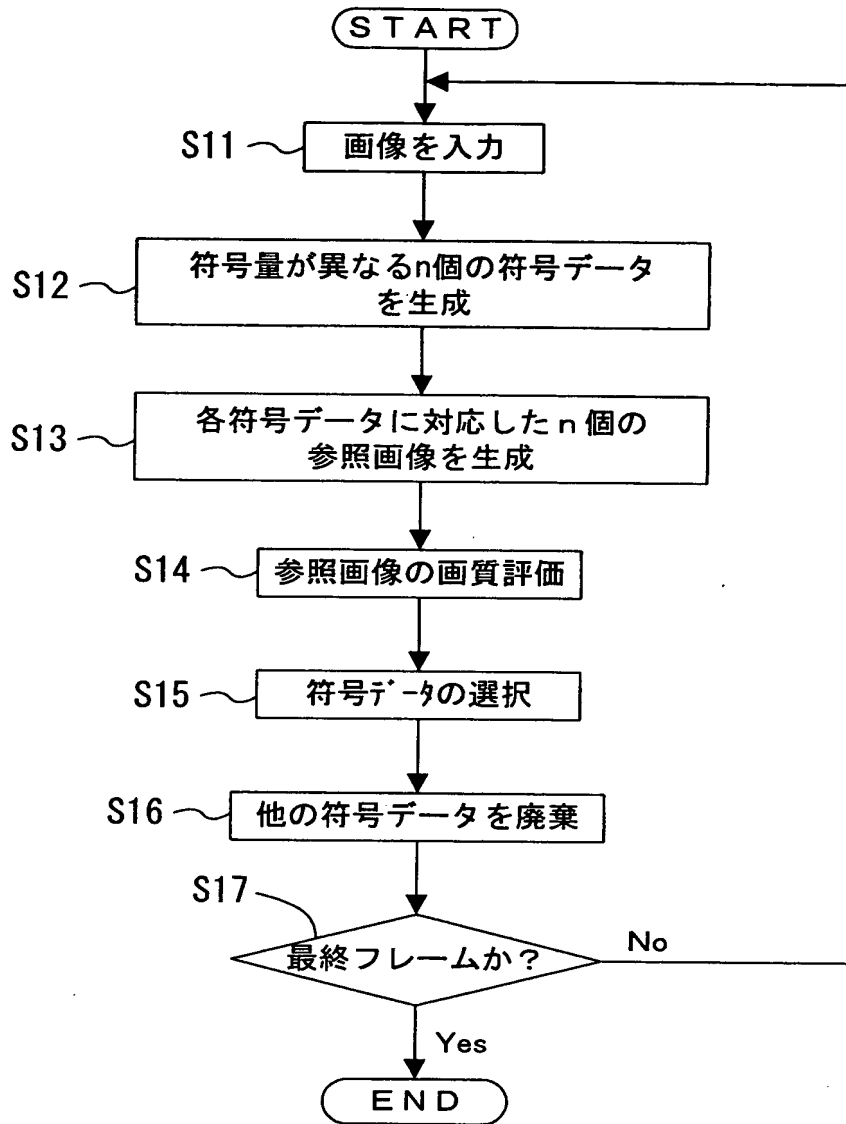 START
S11
画像を入力
S12
符号量が異なるn個の符号データ
を生成
S13
各符号データに対応したn個の
参照画像を生成
S14
参照画像の画質評価
S15
符号データの選択
S16
他の符号データを廃棄
S17
最終フレームか?
No
Yes
END